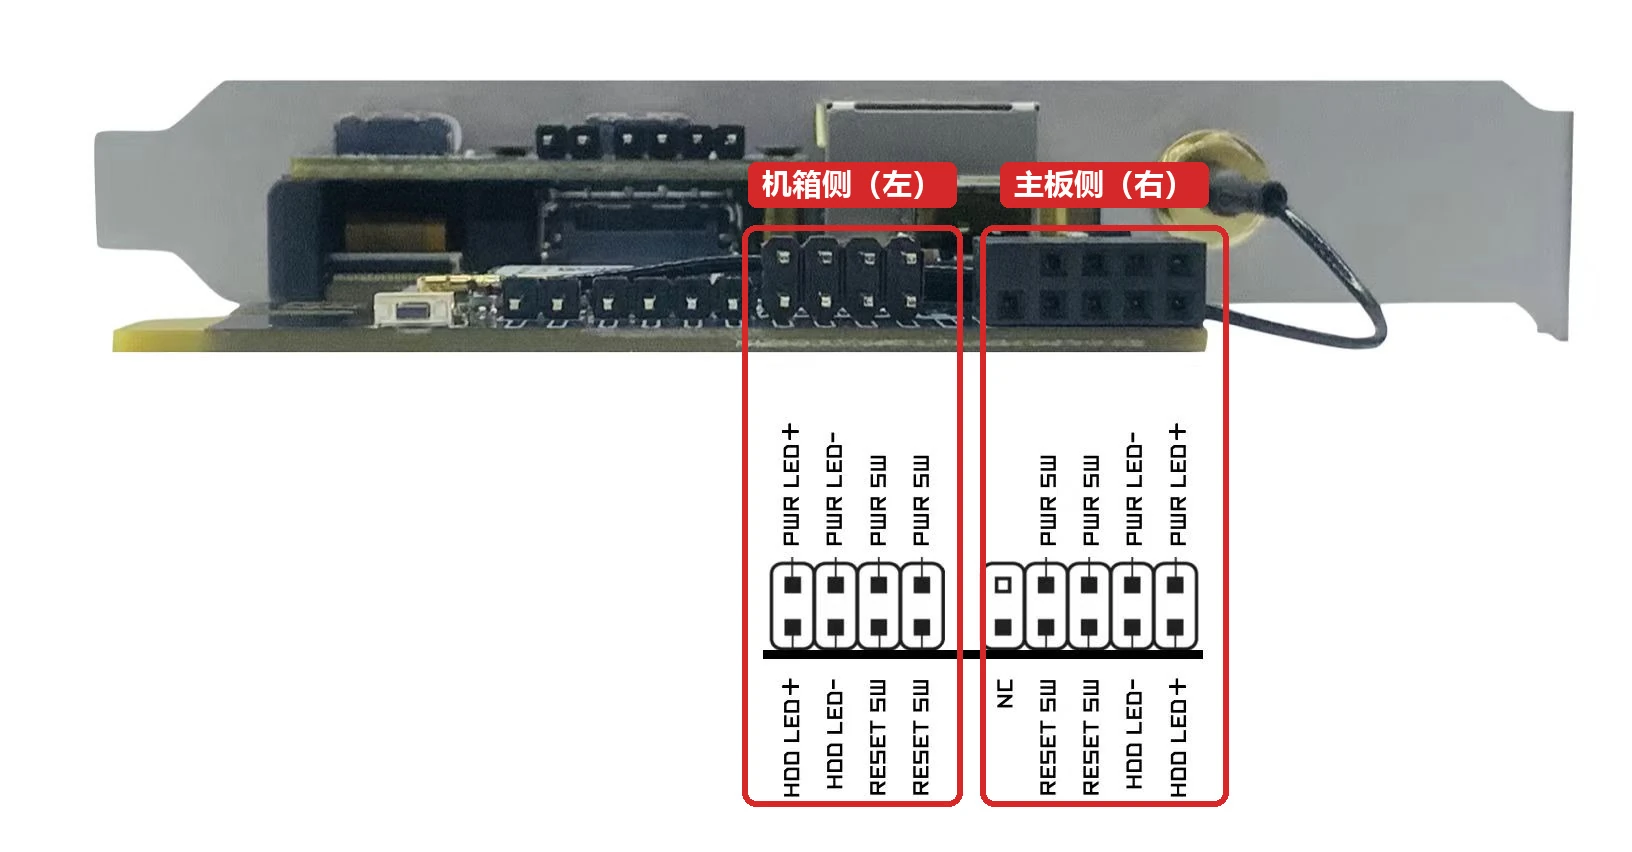 机箱侧（左）
主板侧（右）
PWR LED+
PWR LED-
PWR SW
PWR SW
PWR SW
PWR SW
PWR LED-
PWR LED+
HDD LED+
HDD LED-
RESET SW
RESET SW
NC
RESET SW
RESET SW
HDD LED-
HDD LED+